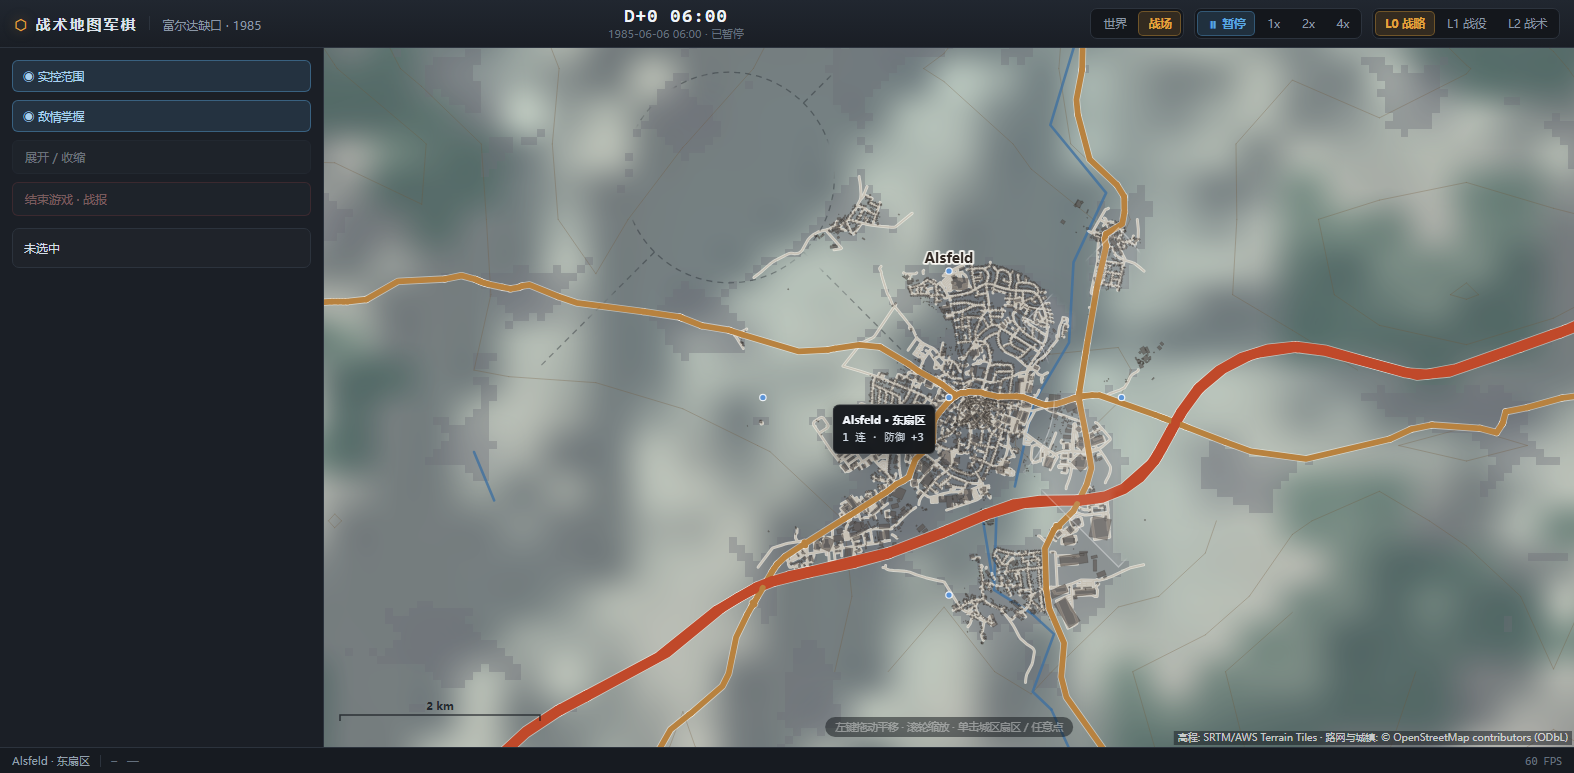 战术地图军棋
富尔达缺口 · 1985
D+0 06:00
1985-06-06 06:00 · 已暂停
世界
战场
⏸ 暂停
1x
2x
4x
L0 战略
L1 战役
L2 战术
◉ 实控范围
◉ 敌情掌握
展开 / 收缩
结束游戏 · 战报
未选中
Alsfeld
Alsfeld · 东扇区
1 连 · 防御 +3
2 km
左键拖动平移 · 滚轮缩放 · 单击城区扇区 / 任意点
高程: SRTM/AWS Terrain Tiles · 路网与城镇: © OpenStreetMap contributors (ODbL)
Alsfeld · 东扇区
– —
60 FPS